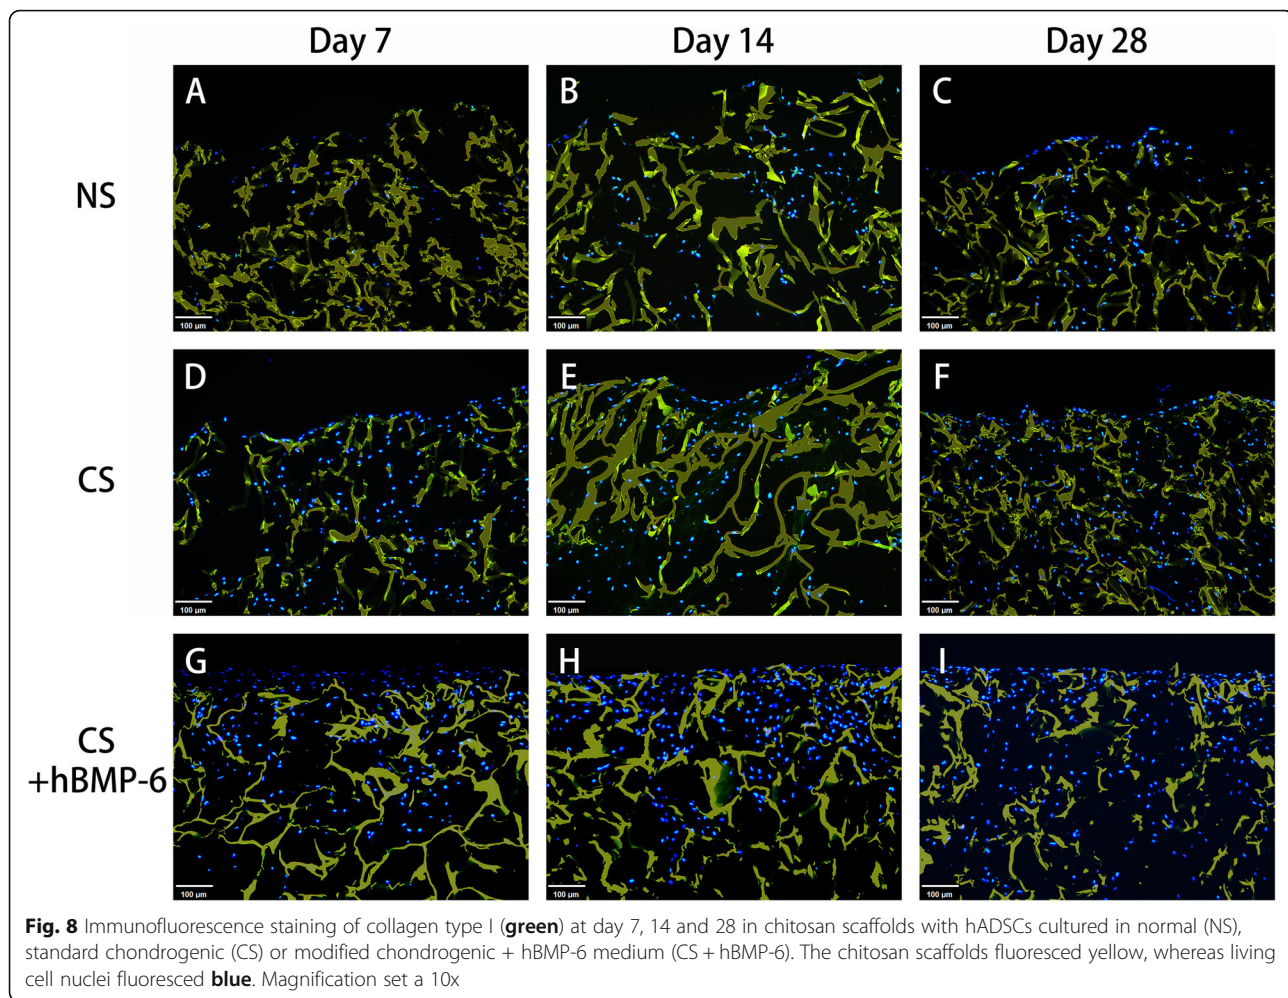 Day 7 Day 14 Day 28
A B C
NS
100 µm 100 µm 100 µm
D E F
CS
100 µm 100 µm 100 µm
G H I
CS
+hBMP-6
100 µm 100 µm 100 µm
Fig. 8 Immunofluorescence staining of collagen type I (green) at day 7, 14 and 28 in chitosan scaffolds with hADSCs cultured in normal (NS),
standard chondrogenic (CS) or modified chondrogenic + hBMP-6 medium (CS + hBMP-6). The chitosan scaffolds fluoresced yellow, whereas living
cell nuclei fluoresced blue. Magnification set a 10x